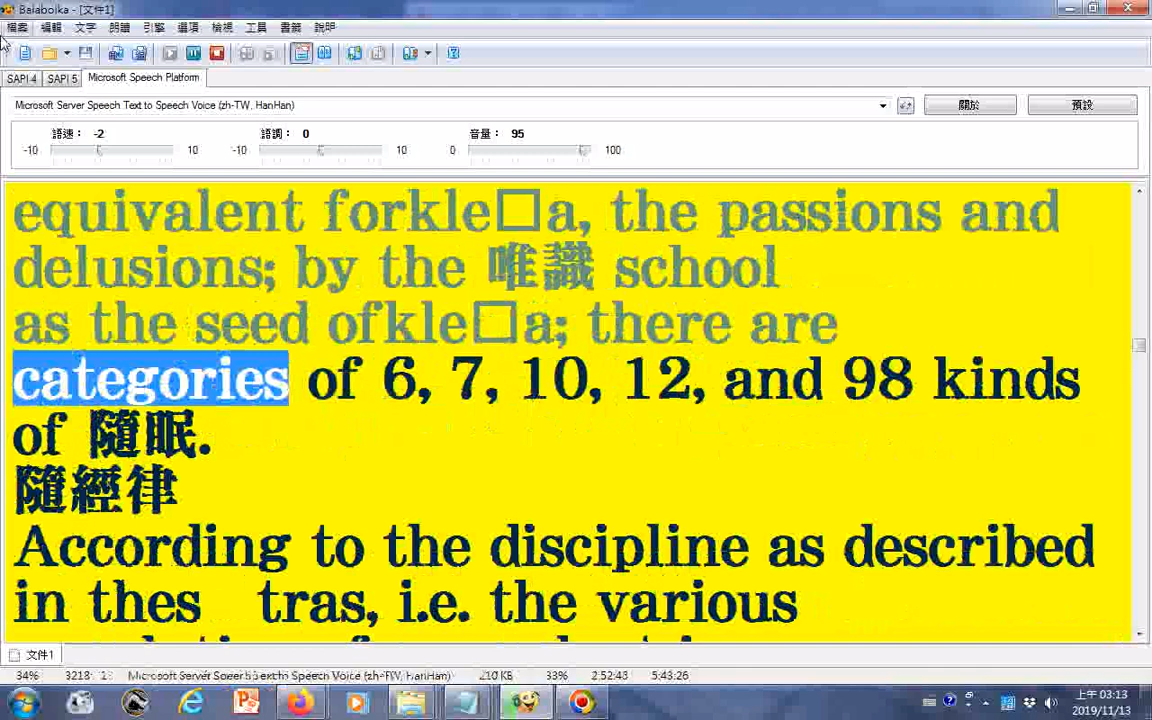 Balabolka - [文件1]
檔案 編輯 文字 朗讀 引擎 選項 檢視 工具 書籤 說明
SAPI 4 SAPI 5 Microsoft Speech Platform
Microsoft Server Speech Text to Speech Voice (zh-TW, HanHan) 關於 預設
語速: -2 語調: 0 音量: 95
-10 10 -10 10 0 100
equivalent forkle□a, the passions and
delusions; by the 唯識 school
as the seed ofkle□a; there are
categories of 6, 7, 10, 12, and 98 kinds
of 隨眠.
隨經律
According to the discipline as described
in thes tras, i.e. the various
文件1
34% Microsoft Server Speech Text to Speech Voice (zh-TW, HanHan) 210 KB 33% 2:52:43 5:43:26
上午 03:13
2019/11/13